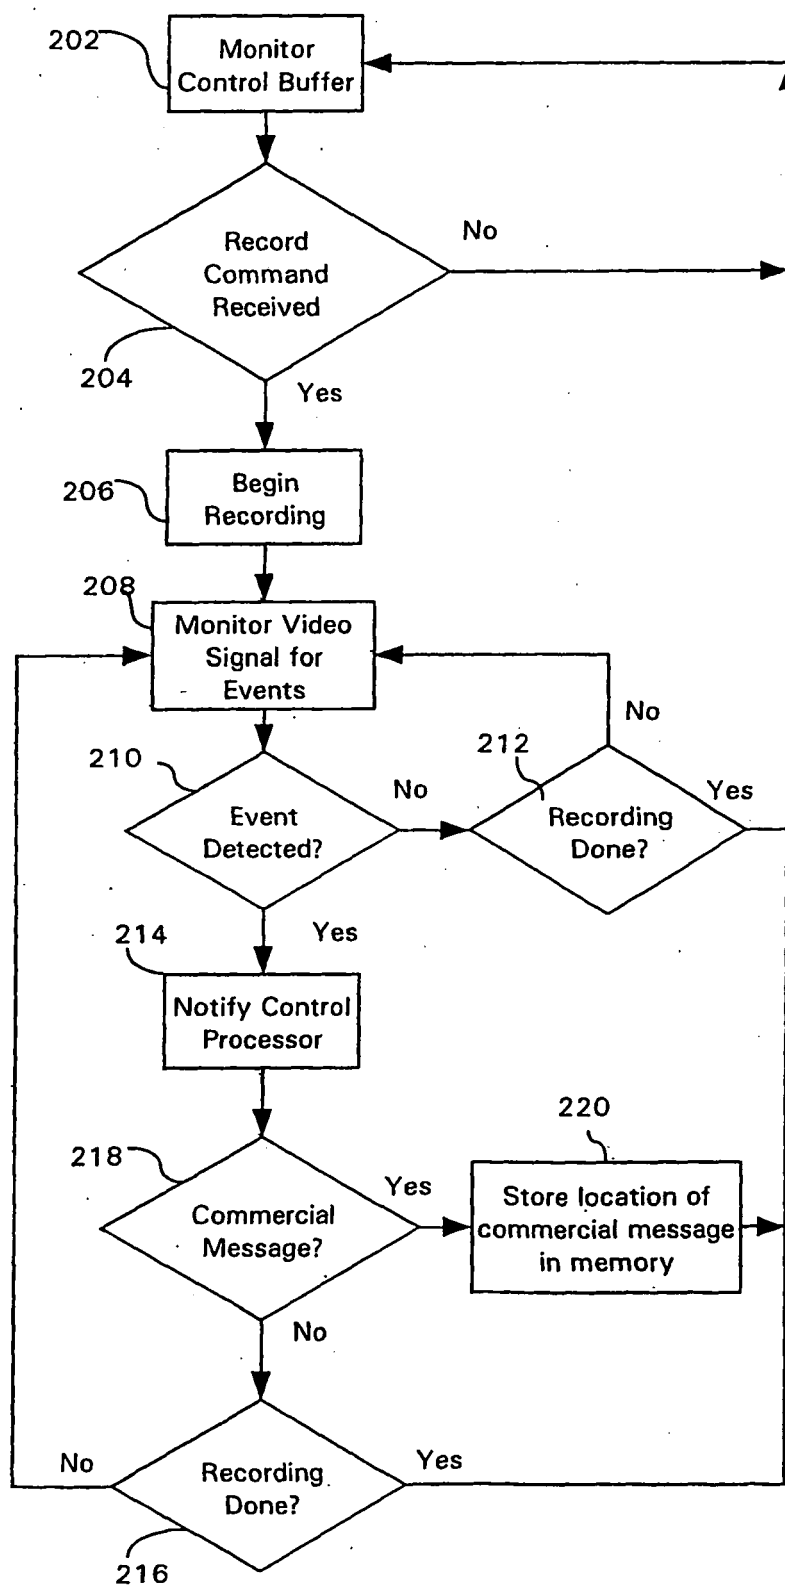 202
Monitor
Control Buffer
Record
Command
Received
No
204
Yes
206
Begin
Recording
208
Monitor Video
Signal for
Events
No
210
212
Event
Detected?
No
Recording
Done?
Yes
Yes
214
Notify Control
Processor
220
218
Commercial
Message?
Yes
Store location of
commercial message
in memory
No
No
Recording
Done?
Yes
216